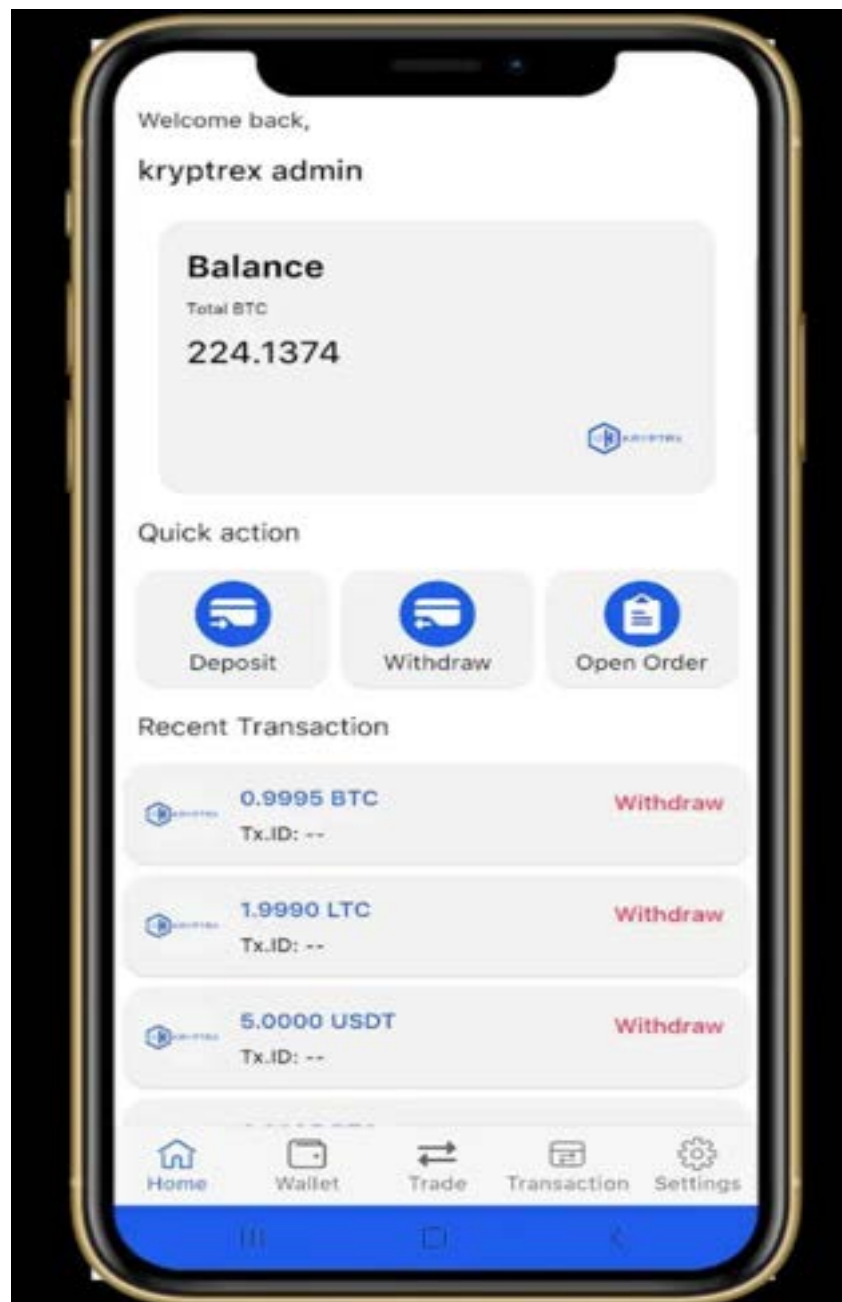 Welcome back,
kryptrex admin
Balance
Total BTC
224.1374
Quick action
Deposit
Withdraw
Open Order
Recent Transaction
0.9995 BTC
Withdraw
Tx.ID: --
1.9990 LTC
Withdraw
Tx.ID: --
5.0000 USDT
Withdraw
Tx.ID: --
Home
Wallet
Trade
Transaction
Settings